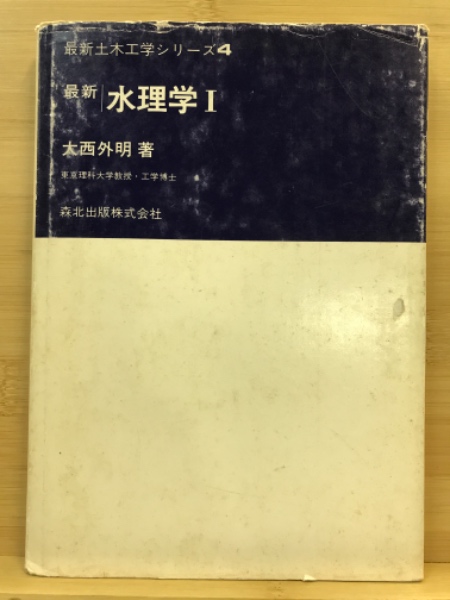 最新土木工学シリーズ4
最新 水理学 I
大西外明 著
東京理科大学教授・工学博士
森北出版株式会社